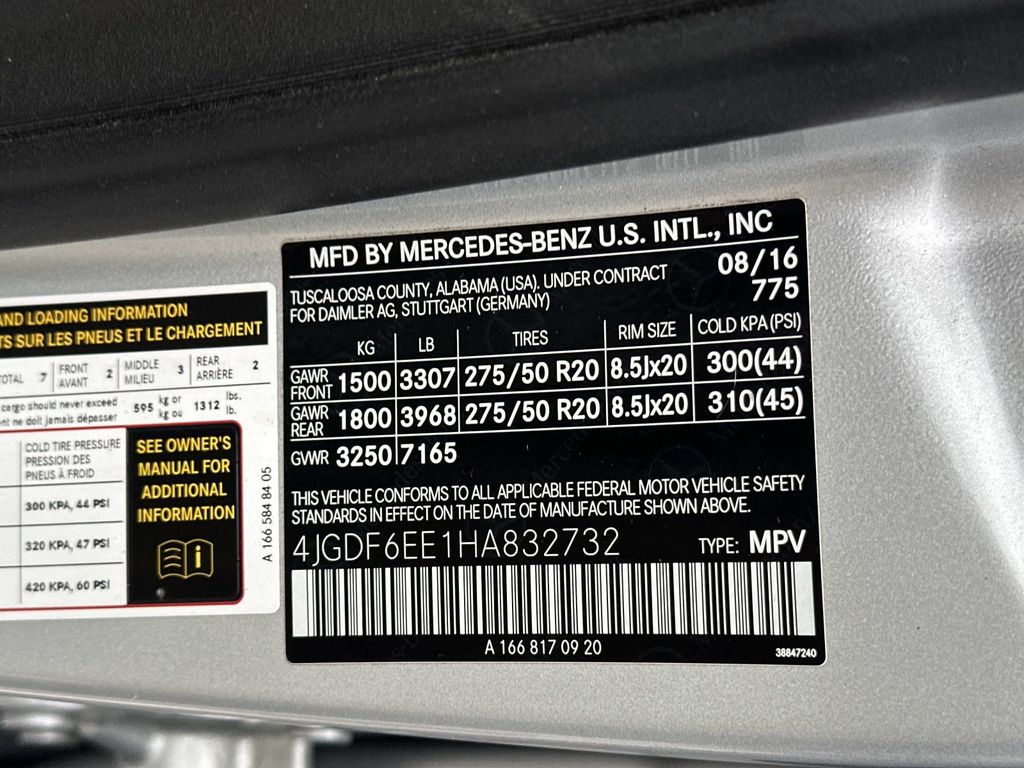 AND LOADING INFORMATION
TS SUR LES PNEUS ET LE CHARGEMENT
TOTAL 7 FRONT AVANT 2 MIDDLE MILIEU 3 REAR ARRIÈRE 2
cargo should never exceed 595 kg or 1312 lbs.
ent ne doit jamais dépasser kg ou lb.
COLD TIRE PRESSURE
PRESSION DES
PNEUS À FROID
300 KPA, 44 PSI
320 KPA, 47 PSI
420 KPA, 60 PSI
SEE OWNER'S
MANUAL FOR
ADDITIONAL
INFORMATION
A 166 584 84 05
MFD BY MERCEDES-BENZ U.S. INTL., INC
TUSCALOOSA COUNTY, ALABAMA (USA). UNDER CONTRACT 08/16
FOR DAIMLER AG, STUTTGART (GERMANY) 775
KG LB TIRES RIM SIZE COLD KPA(PSI)
GAWR FRONT 1500 3307 275/50 R20 8.5Jx20 300(44)
GAWR REAR 1800 3968 275/50 R20 8.5Jx20 310(45)
GVWR 3250 7165
THIS VEHICLE CONFORMS TO ALL APPLICABLE FEDERAL MOTOR VEHICLE SAFETY
STANDARDS IN EFFECT ON THE DATE OF MANUFACTURE SHOWN ABOVE.
4JGDF6EE1HA832732 TYPE: MPV
A 166 817 09 20
38847240